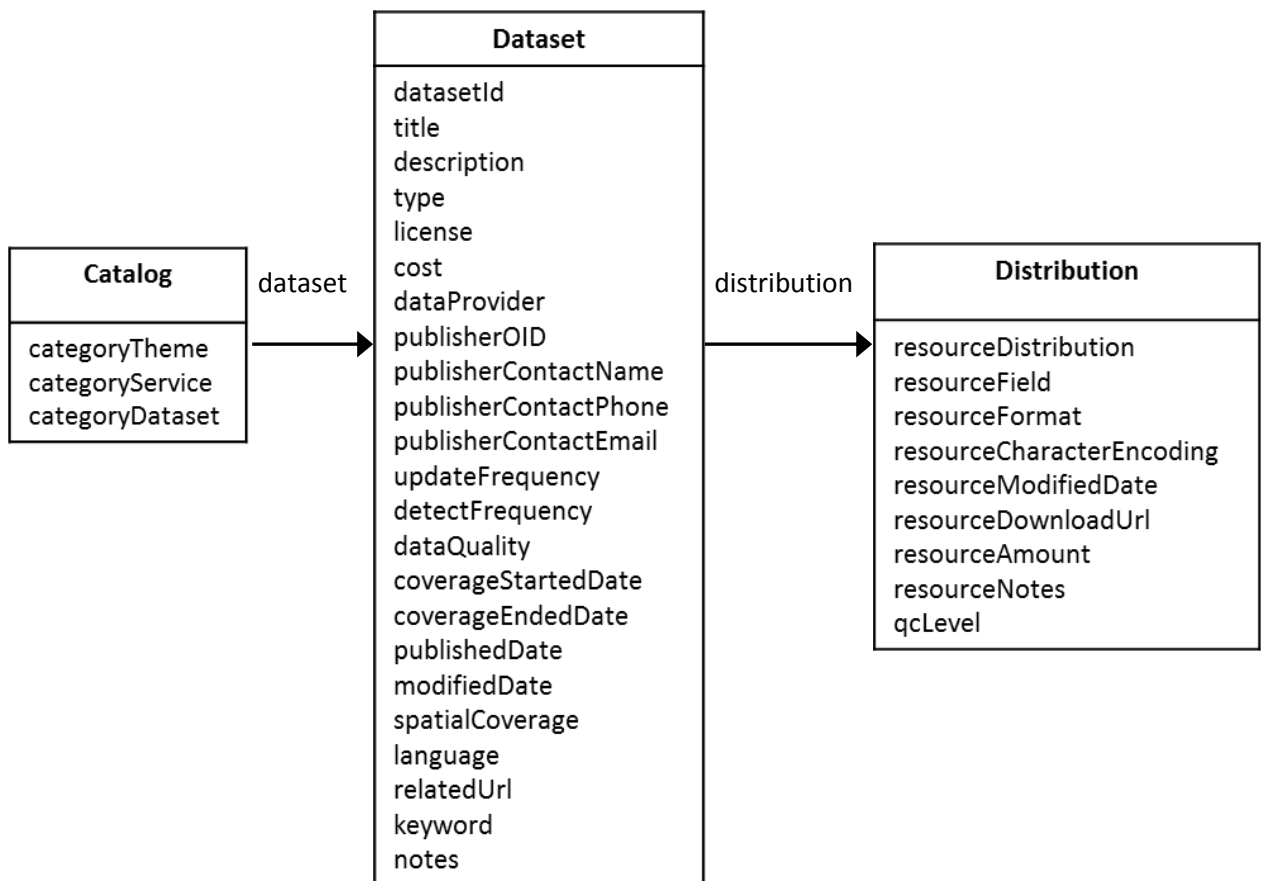 Catalog
categoryTheme
categoryService
categoryDataset
dataset
Dataset
datasetId
title
description
type
license
cost
dataProvider
publisherOID
publisherContactName
publisherContactPhone
publisherContactEmail
updateFrequency
detectFrequency
dataQuality
coverageStartedDate
coverageEndedDate
publishedDate
modifiedDate
spatialCoverage
language
relatedUrl
keyword
notes
distribution
Distribution
resourceDistribution
resourceField
resourceFormat
resourceCharacterEncoding
resourceModifiedDate
resourceDownloadUrl
resourceAmount
resourceNotes
qcLevel